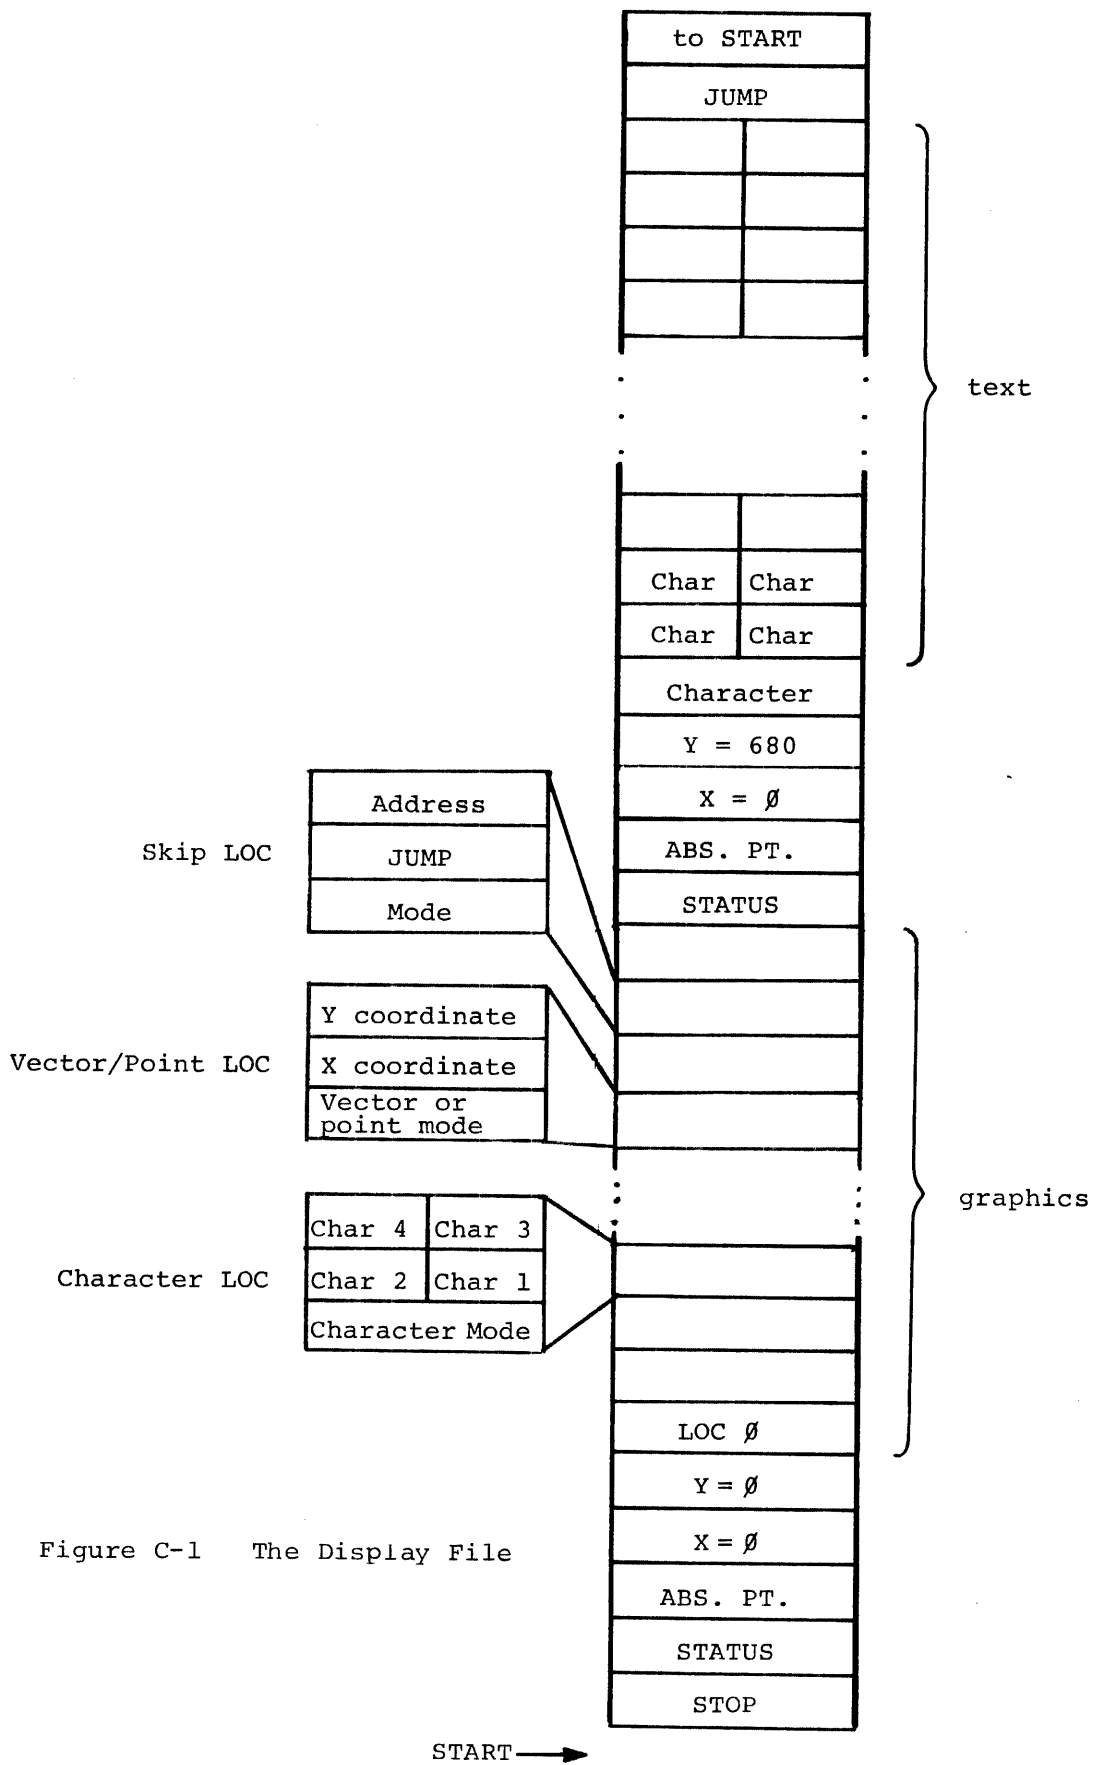 to START
JUMP
text
Char Char
Char Char
Character
Y = 680
X = Ø
ABS. PT.
STATUS
Skip LOC
Address
JUMP
Mode
Vector/Point LOC
Y coordinate
X coordinate
Vector or
point mode
graphics
Character LOC
Char 4 Char 3
Char 2 Char 1
Character Mode
LOC Ø
Y = Ø
X = Ø
ABS. PT.
STATUS
STOP
START
Figure C-1 The Display File